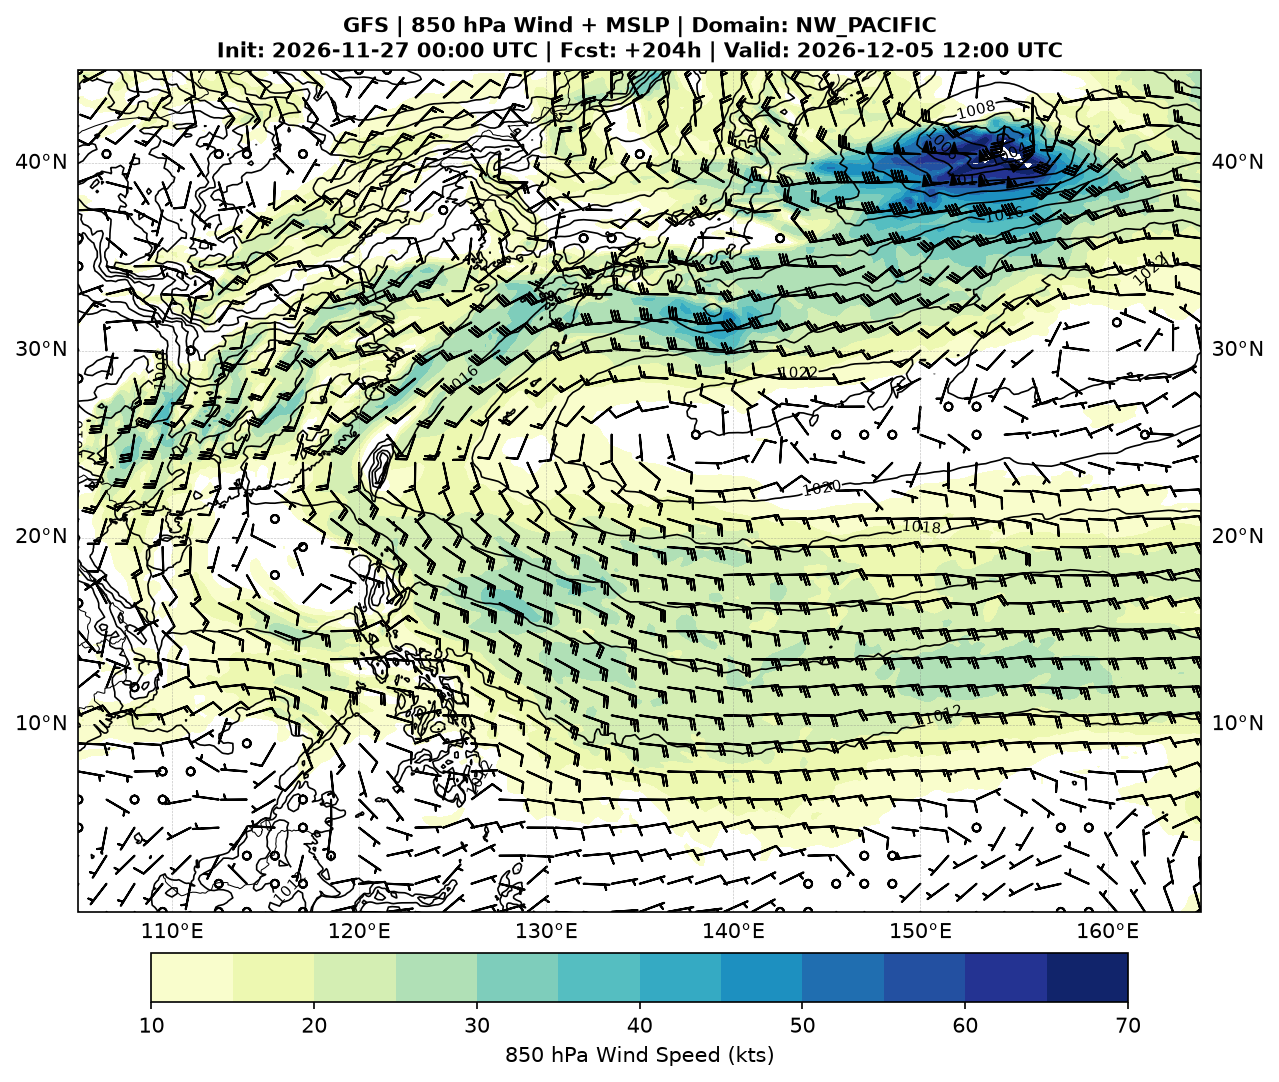 GFS | 850 hPa Wind + MSLP | Domain: NW_PACIFIC
Init: 2026-11-27 00:00 UTC | Fcst: +204h | Valid: 2026-12-05 12:00 UTC
1008
40°N
40°N
1016
1022
30°N
30°N
1016
1022
1020
1018
20°N
20°N
1012
10°N
10°N
110°E
120°E
130°E
140°E
150°E
160°E
10
20
30
40
50
60
70
850 hPa Wind Speed (kts)